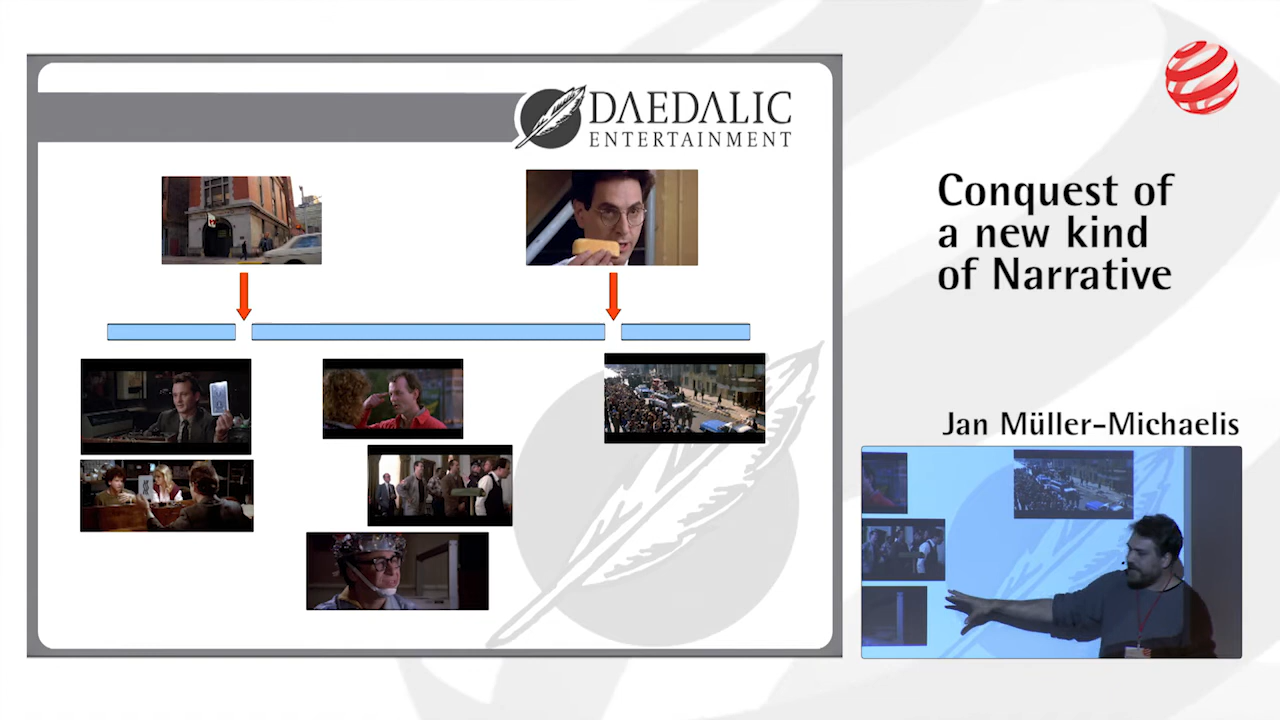 DAEDALIC
ENTERTAINMENT
Conquest of
a new kind
of Narrative
Jan Müller-Michaelis